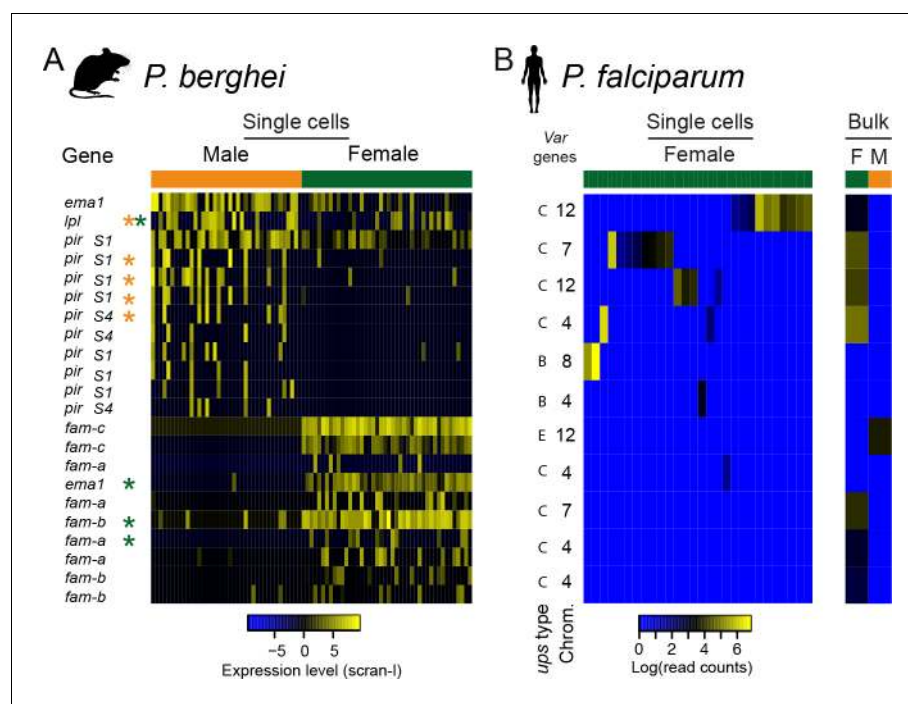 A P. berghei
Single cells
Gene Male Female
ema1
lpl **
pir S1
pir S1 *
pir S1 *
pir S1 *
pir S4 *
pir S4
pir S1
pir S1
pir S1
pir S4
fam-c
fam-c
fam-a
ema1 *
fam-a
fam-b *
fam-a *
fam-a
fam-b
fam-b
−5 0 5
Expression level (scran-l)
B P. falciparum
Var genes
Single cells
Female
Bulk
F M
C 12
C 7
C 12
C 4
B 8
B 4
E 12
C 4
C 7
C 4
C 4
ups type
Chrom.
0 2 4 6
Log(read counts)